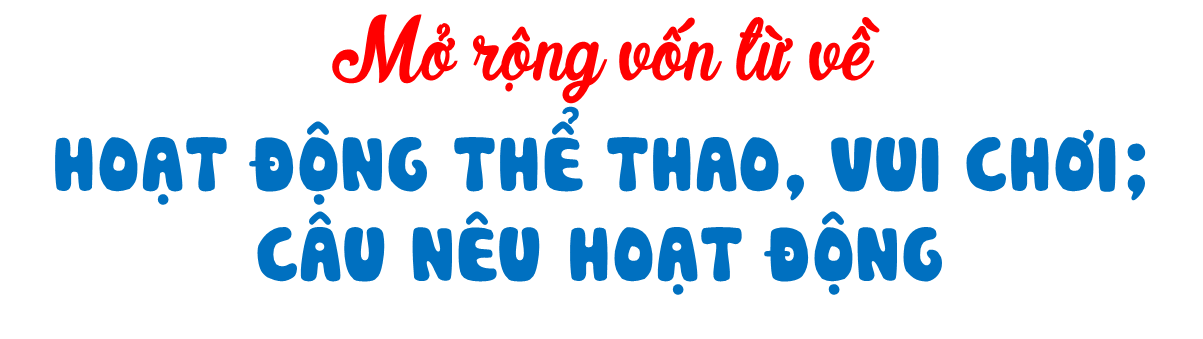 Mở rộng vốn từ về
HOẠT ĐỘNG THỂ THAO, VUI CHƠI;
CÂU NÊU HOẠT ĐỘNG